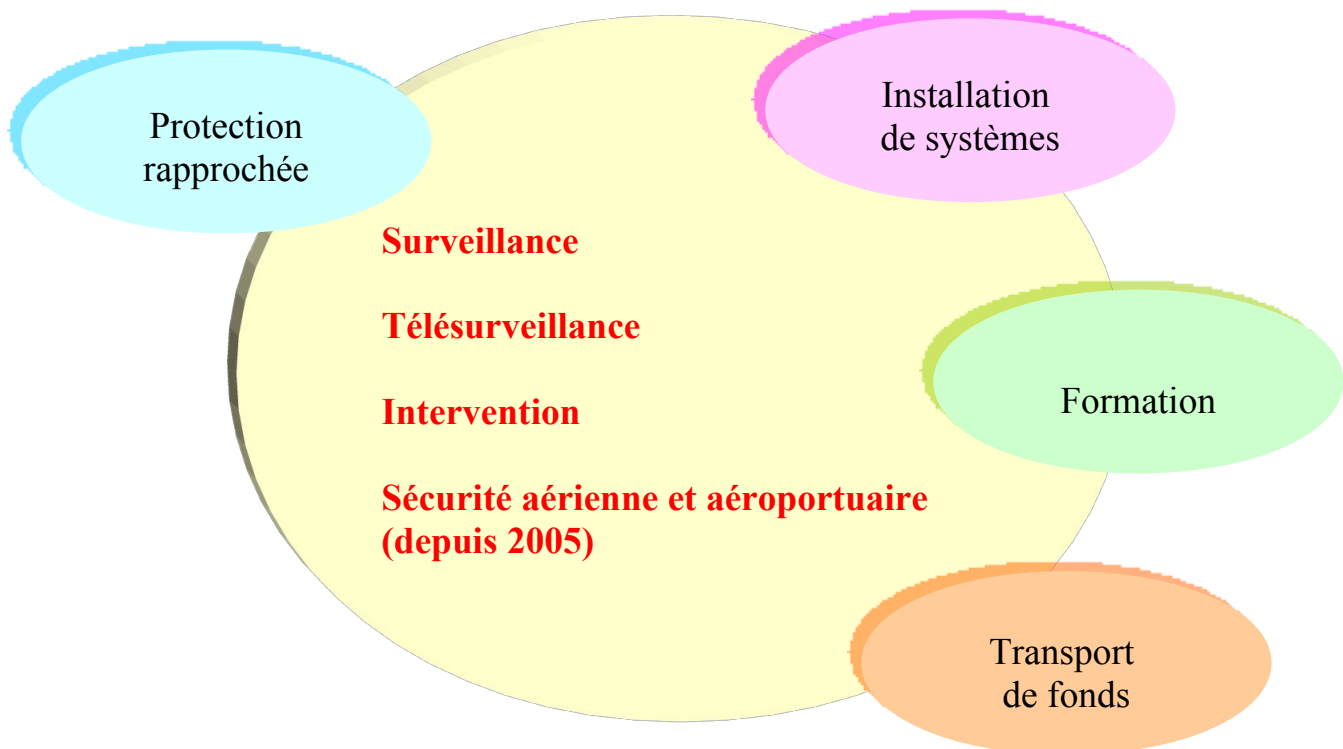 Protection
rapprochée
Installation
de systèmes
Surveillance
Télésurveillance
Intervention
Sécurité aérienne et aéroportuaire
(depuis 2005)
Formation
Transport
de fonds